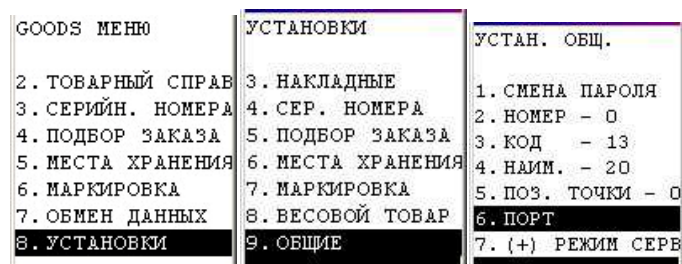 GOODS МЕНЮ
2.ТОВАРНЫЙ СПРАВ
3.СЕРИЙН. НОМЕРА
4.ПОДБОР ЗАКАЗА
5.МЕСТА ХРАНЕНИЯ
6.МАРКИРОВКА
7.ОБМЕН ДАННЫХ
8.УСТАНОВКИ
УСТАНОВКИ
3.НАКЛАДНЫЕ
4.СЕР. НОМЕРА
5.ПОДБОР ЗАКАЗА
6.МЕСТА ХРАНЕНИЯ
7.МАРКИРОВКА
8.ВЕСОВОЙ ТОВАР
9.ОБЩИЕ
УСТАН. ОБЩ.
1.СМЕНА ПАРОЛЯ
2.НОМЕР - 0
3.КОД - 13
4.НАИМ. - 20
5.ПОЗ. ТОЧКИ - 0
6.ПОРТ
7.(+) РЕЖИМ СЕРВ